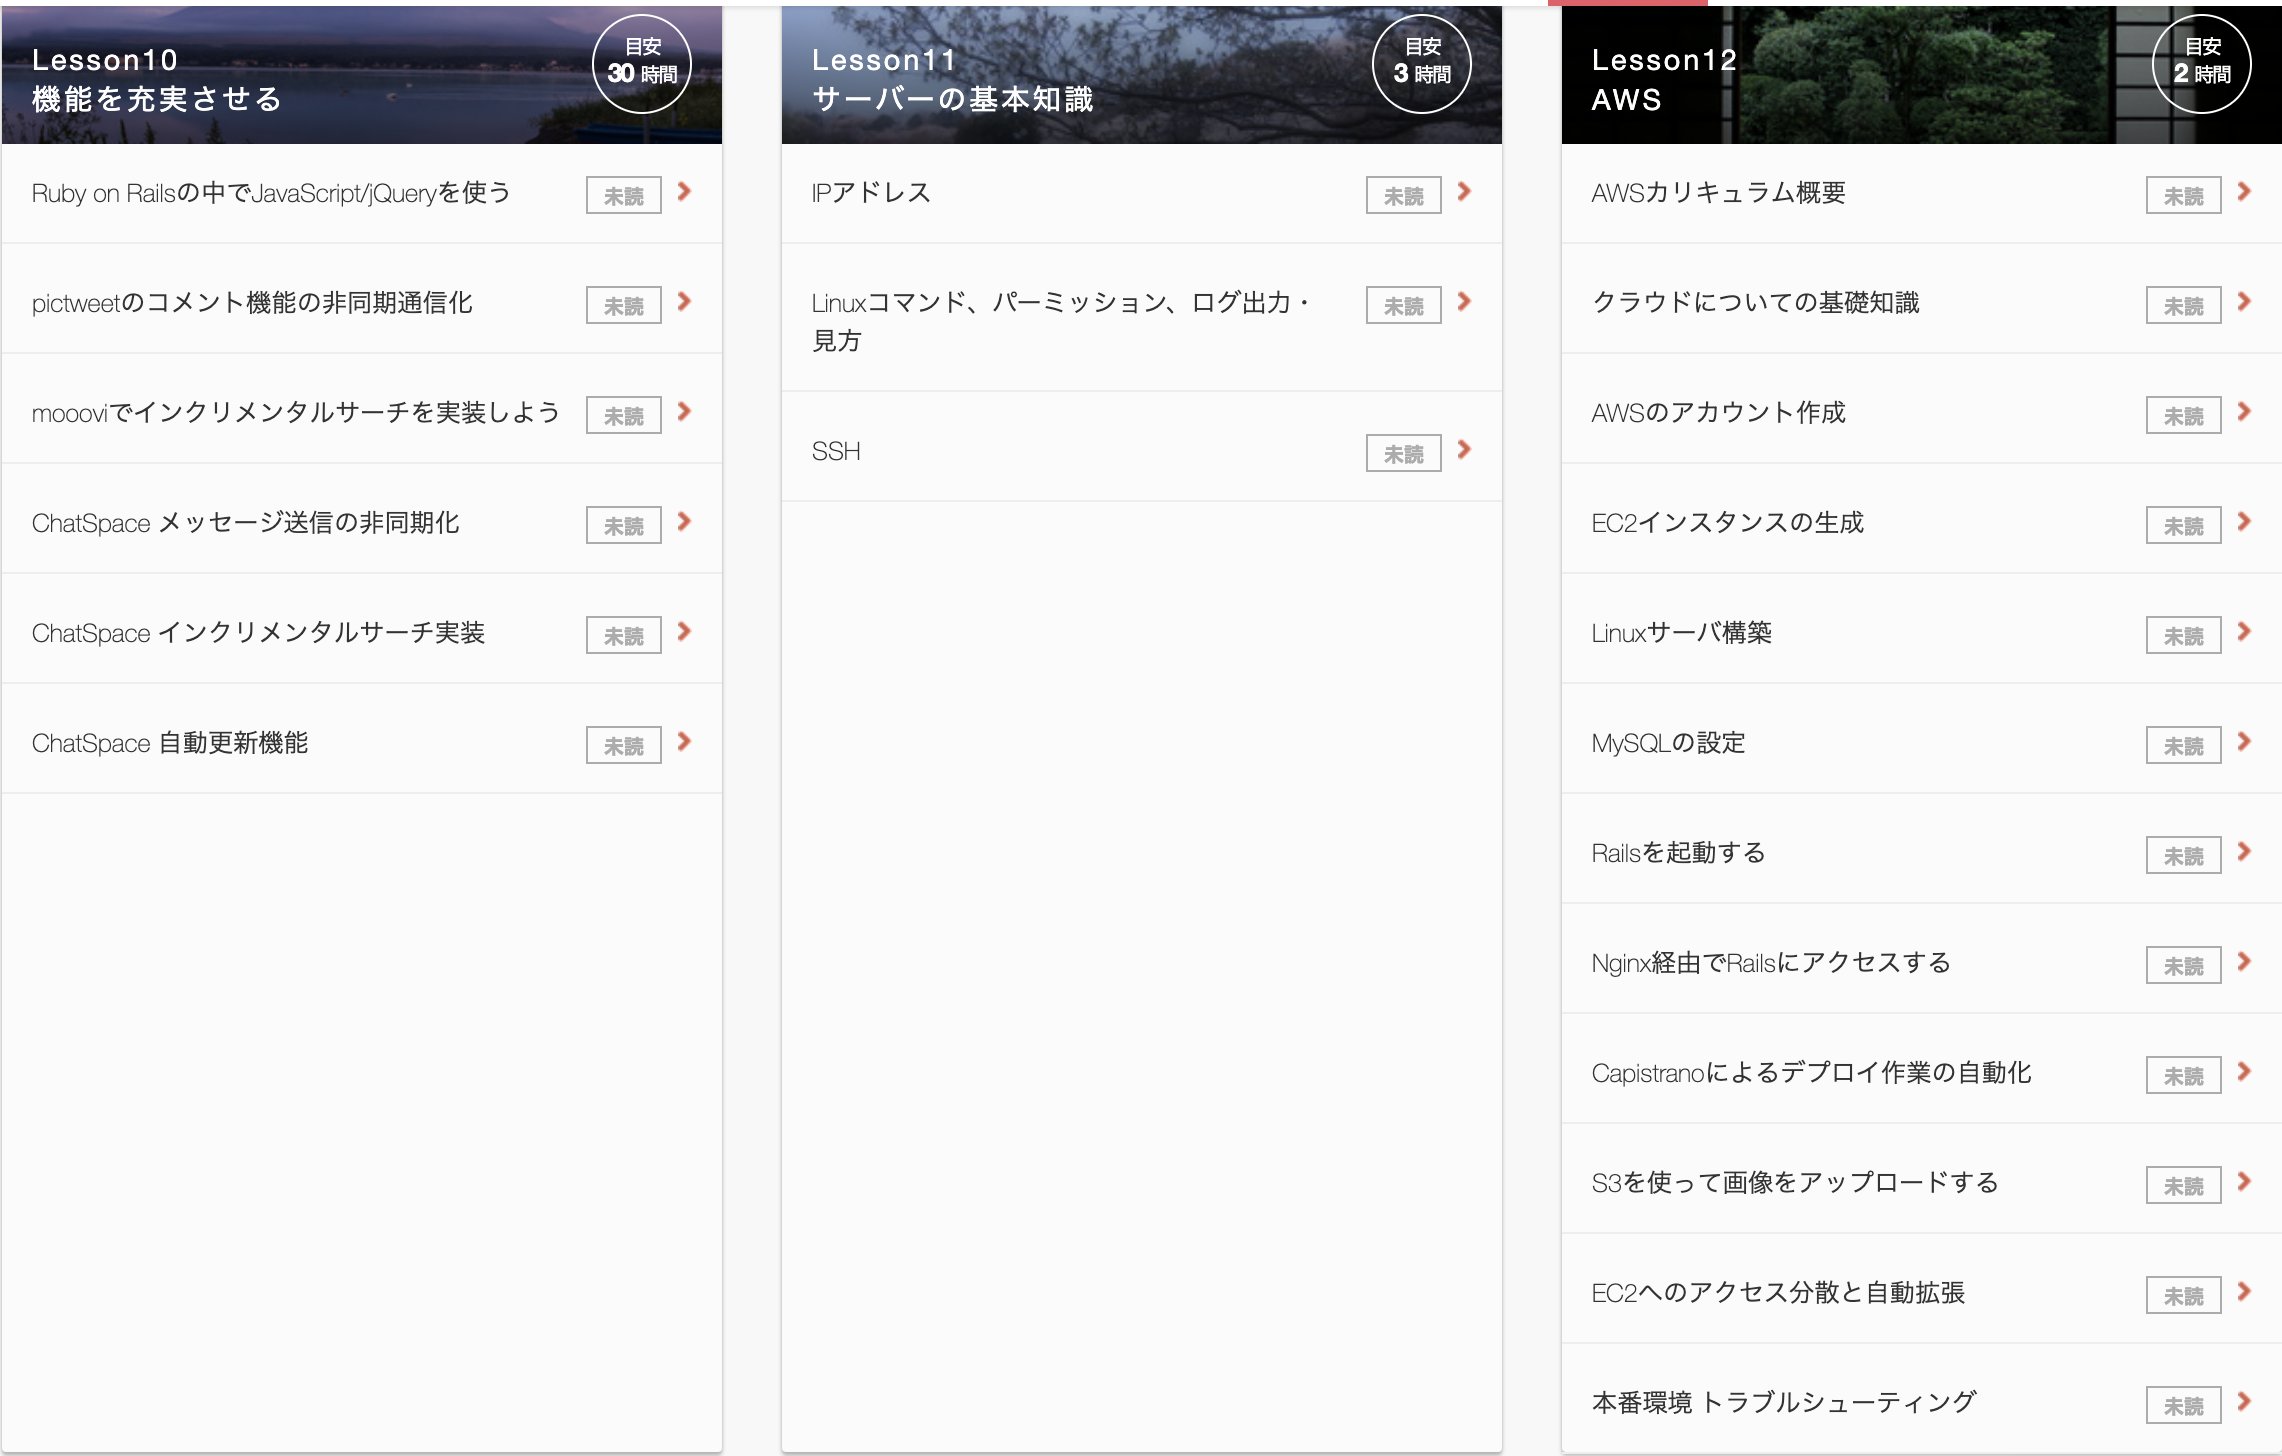 Lesson10
機能を充実させる
目安
30 時間
Ruby on Railsの中でJavaScript/jQueryを使う
未読
pictweetのコメント機能の非同期通信化
未読
moooviでインクリメンタルサーチを実装しよう
未読
ChatSpace メッセージ送信の非同期化
未読
ChatSpace インクリメンタルサーチ実装
未読
ChatSpace 自動更新機能
未読
Lesson11
サーバーの基本知識
目安
3 時間
IPアドレス
未読
Linuxコマンド、パーミッション、ログ出力・
見方
未読
SSH
未読
Lesson12
AWS
目安
2 時間
AWSカリキュラム概要
未読
クラウドについての基礎知識
未読
AWSのアカウント作成
未読
EC2インスタンスの生成
未読
Linuxサーバ構築
未読
MySQLの設定
未読
Railsを起動する
未読
Nginx経由でRailsにアクセスする
未読
Capistranoによるデプロイ作業の自動化
未読
S3を使って画像をアップロードする
未読
EC2へのアクセス分散と自動拡張
未読
本番環境 トラブルシューティング
未読